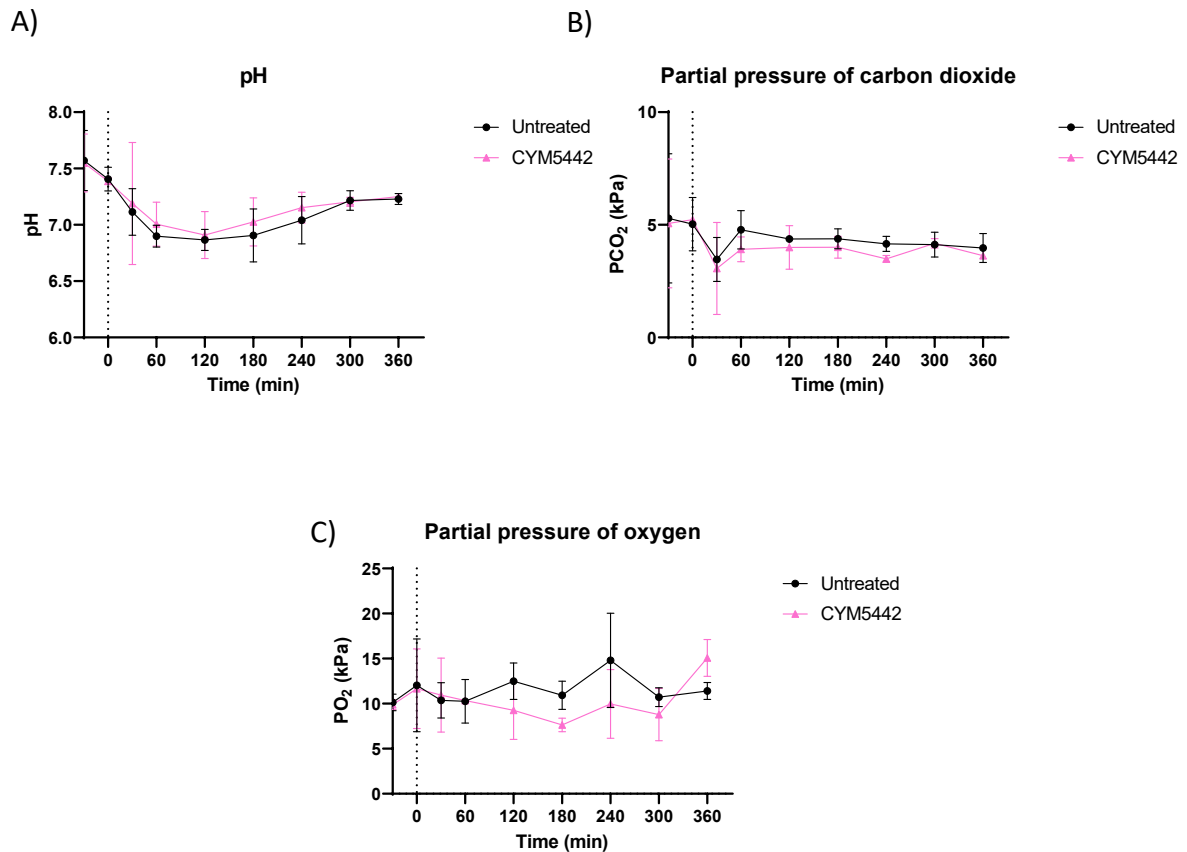 A)
pH
8.0
7.5
7.0
6.5
6.0
pH
0 60 120 180 240 300 360
Time (min)
Untreated
CYM5442
B)
Partial pressure of carbon dioxide
10
5
0
PCO₂ (kPa)
0 60 120 180 240 300 360
Time (min)
Untreated
CYM5442
C)
Partial pressure of oxygen
25
20
15
10
5
0
PO₂ (kPa)
0 60 120 180 240 300 360
Time (min)
Untreated
CYM5442